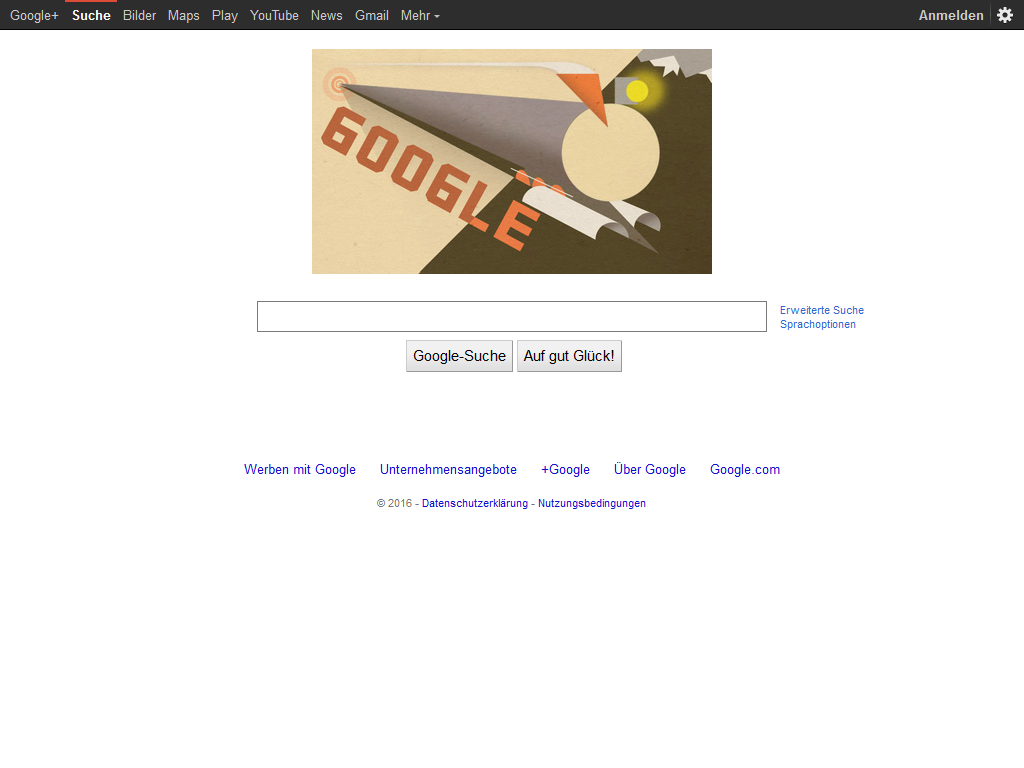 Google+ Suche Bilder Maps Play YouTube News Gmail Mehr Anmelden
GOOGLE
Erweiterte Suche
Sprachoptionen
Google-Suche Auf gut Glück!
Werben mit Google Unternehmensangebote +Google Über Google Google.com
© 2016 - Datenschutzerklärung - Nutzungsbedingungen